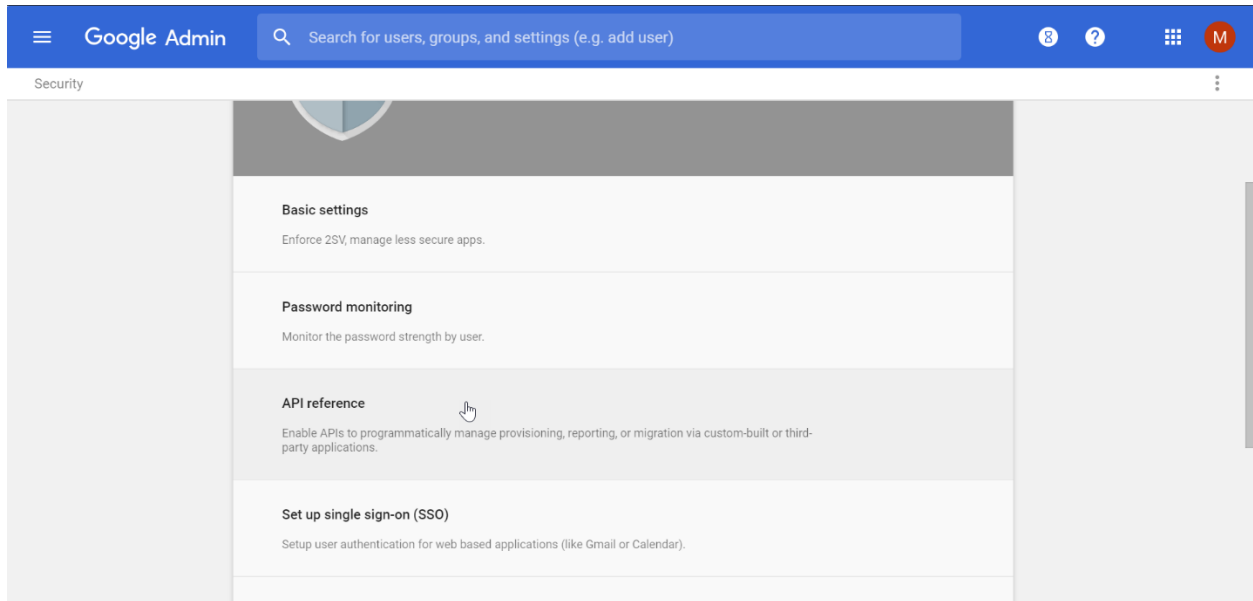 Google Admin
Search for users, groups, and settings (e.g. add user)
8
?
M
Security
Basic settings
Enforce 2SV, manage less secure apps.
Password monitoring
Monitor the password strength by user.
API reference
Enable APIs to programmatically manage provisioning, reporting, or migration via custom-built or third-
party applications.
Set up single sign-on (SSO)
Setup user authentication for web based applications (like Gmail or Calendar).